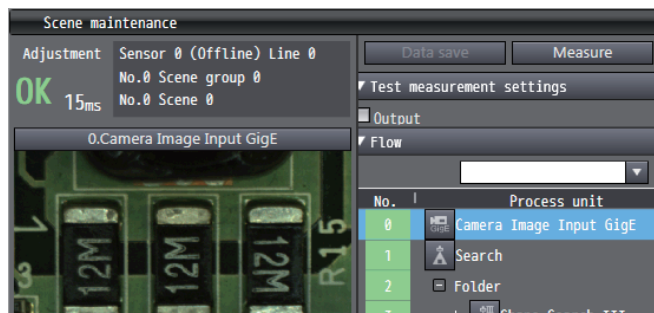 Scene maintenance
Adjustment
OK 15ms
Sensor 0 (Offline) Line 0
No.0 Scene group 0
No.0 Scene 0
0.Camera Image Input GigE
12M
12M
12M
R15
3
Data save
Measure
Test measurement settings
Output
Flow
No. Process unit
0 GigE Camera Image Input GigE
1 Search
2 Folder